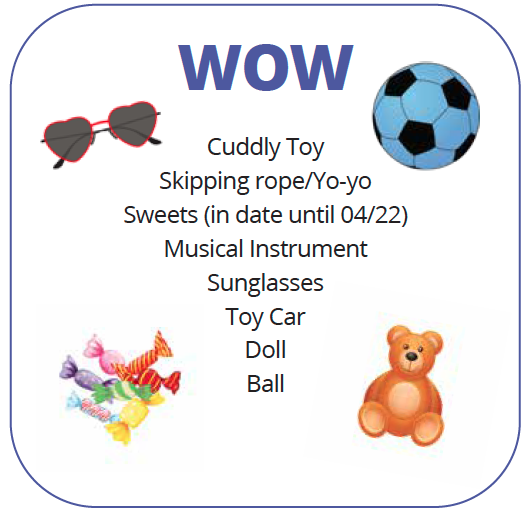 WOW
Cuddly Toy
Skipping rope/Yo-yo
Sweets (in date until 04/22)
Musical Instrument
Sunglasses
Toy Car
Doll
Ball